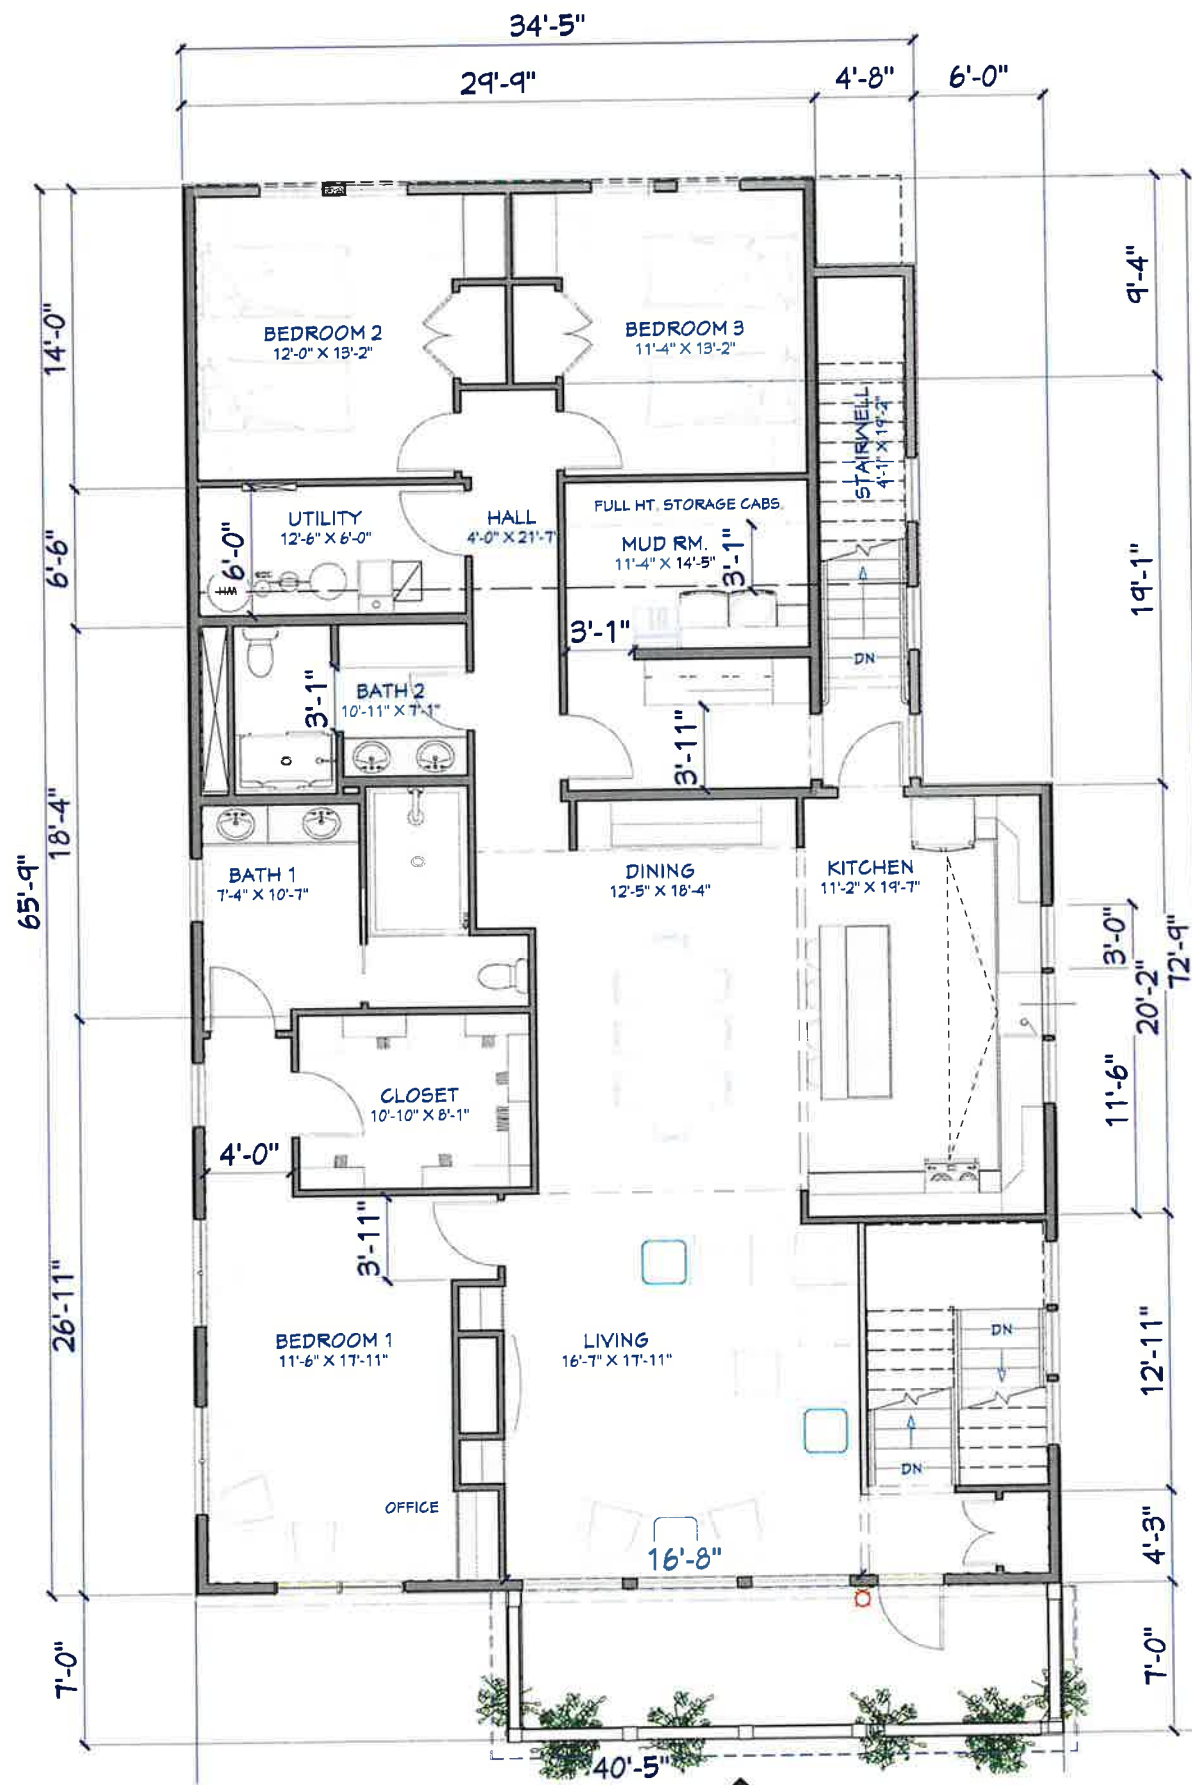 34'-5"
29'-9"
4'-8"
6'-0"
9'-4"
14'-0"
BEDROOM 2
12'-0" X 13'-2"
BEDROOM 3
11'-4" X 13'-2"
STAIRWELL
4'-1" X 19'-2"
FULL HT. STORAGE CABS.
UTILITY
12'-6" X 6'-0"
HALL
4'-0" X 21'-7"
MUD RM.
11'-4" X 14'-5"
6'-0"
3'-1"
6'-6"
19'-1"
WH
3'-1"
DN
BATH 2
10'-11" X 7'-1"
3'-1"
3'-11"
18'-4"
65'-9"
BATH 1
7'-4" X 10'-7"
DINING
12'-5" X 18'-4"
KITCHEN
11'-2" X 19'-7"
3'-0"
20'-2"
72'-9"
11'-6"
CLOSET
10'-10" X 8'-1"
4'-0"
3'-11"
26'-11"
BEDROOM 1
11'-6" X 17'-11"
LIVING
16'-7" X 17'-11"
DN
12'-11"
DN
OFFICE
16'-8"
4'-3"
7'-0"
7'-0"
40'-5"